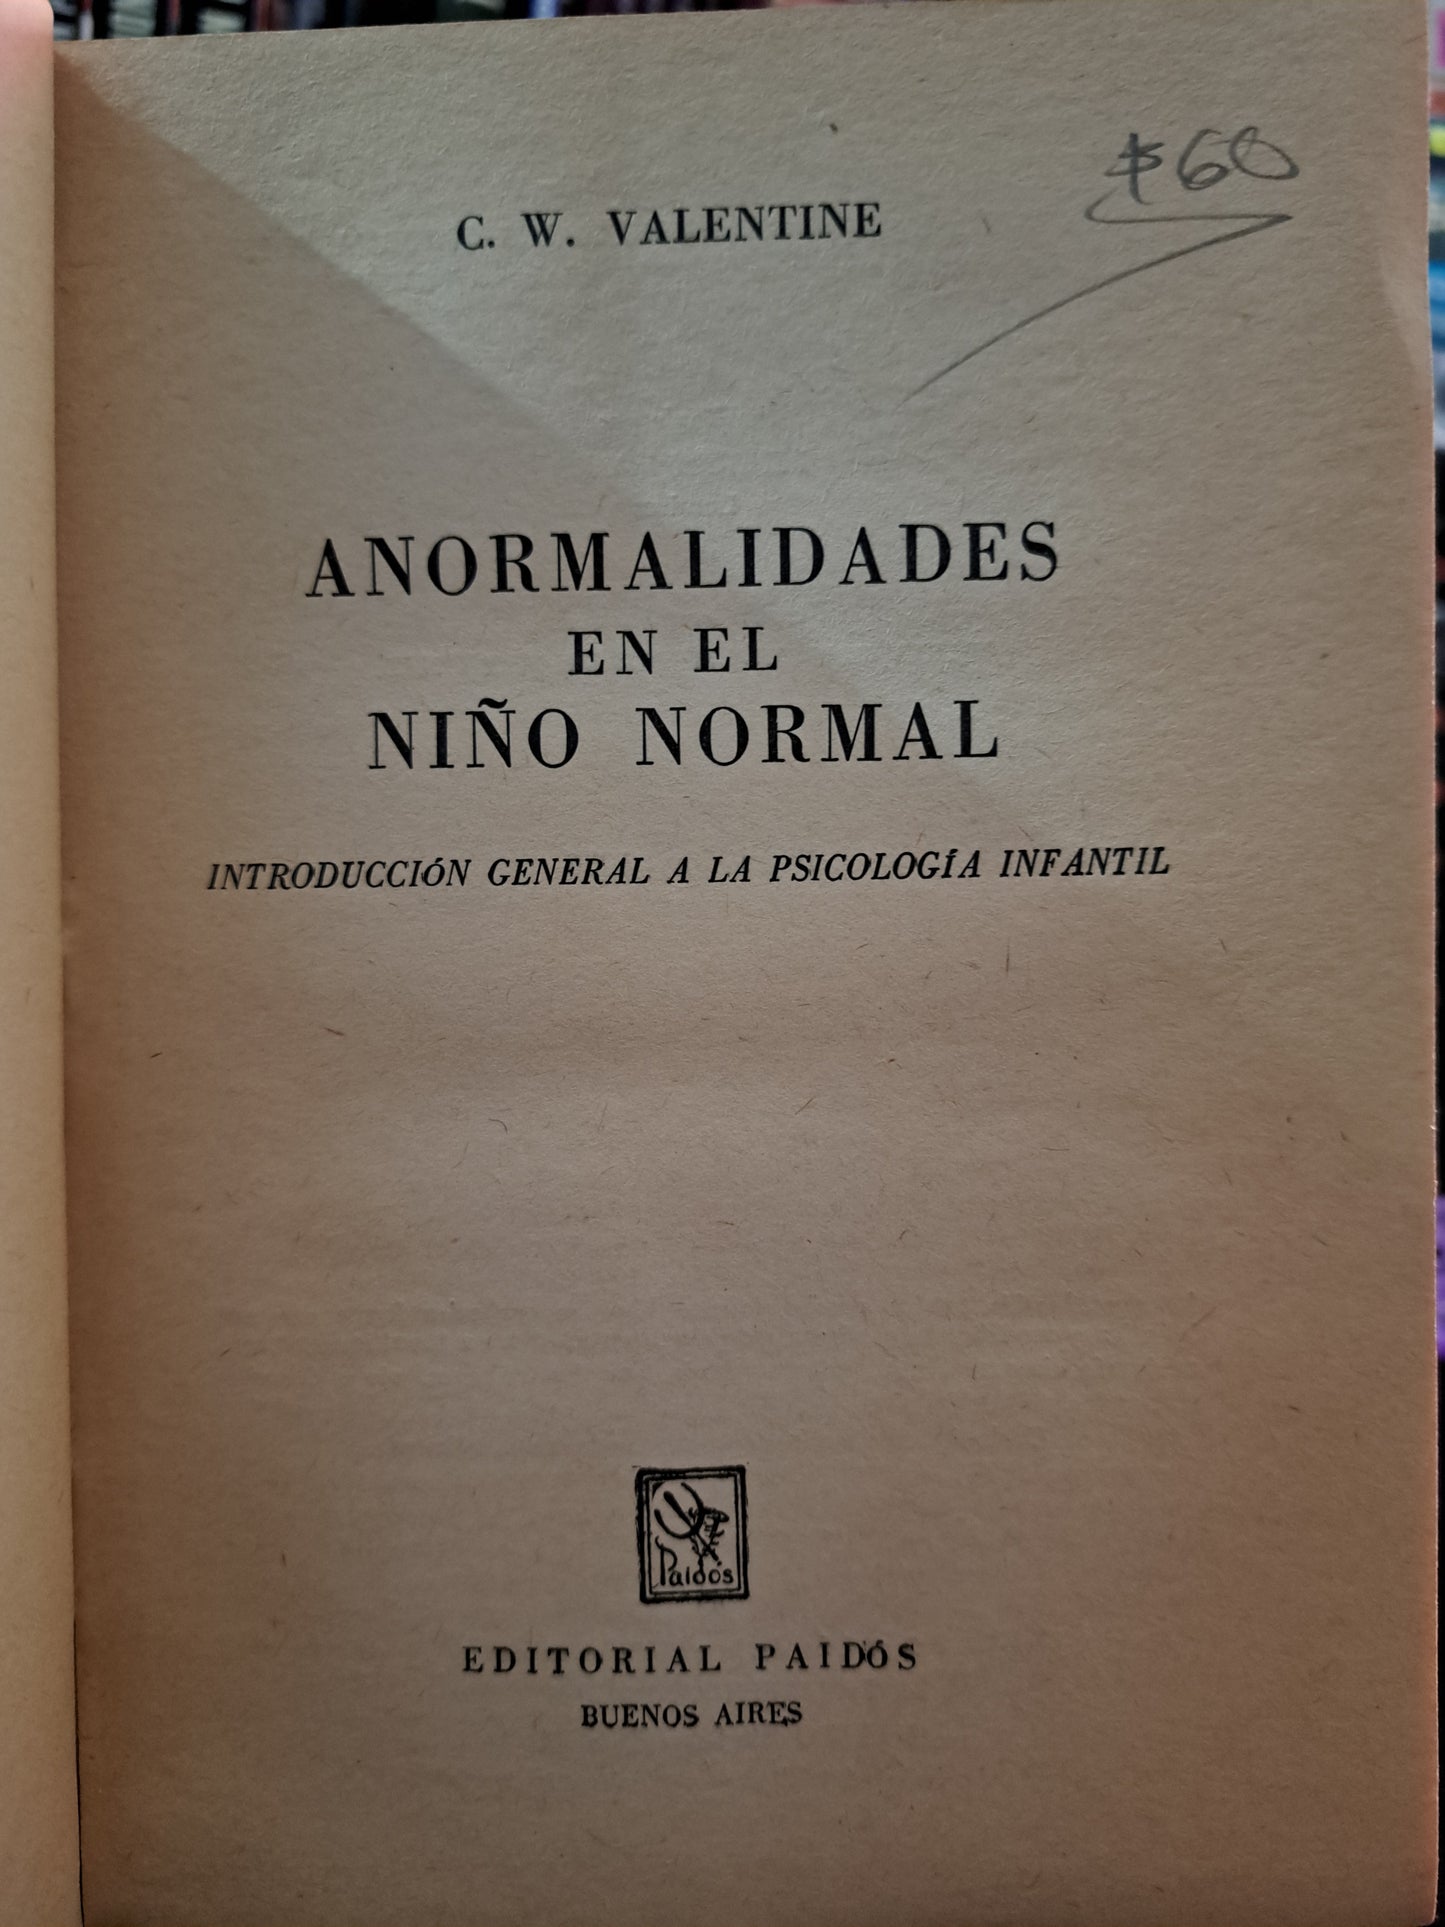 $60
C. W. VALENTINE
ANORMALIDADES
EN EL
NIÑO NORMAL
INTRODUCCIÓN GENERAL A LA PSICOLOGÍA INFANTIL
Paidós
EDITORIAL PAIDÓS
BUENOS AIRES